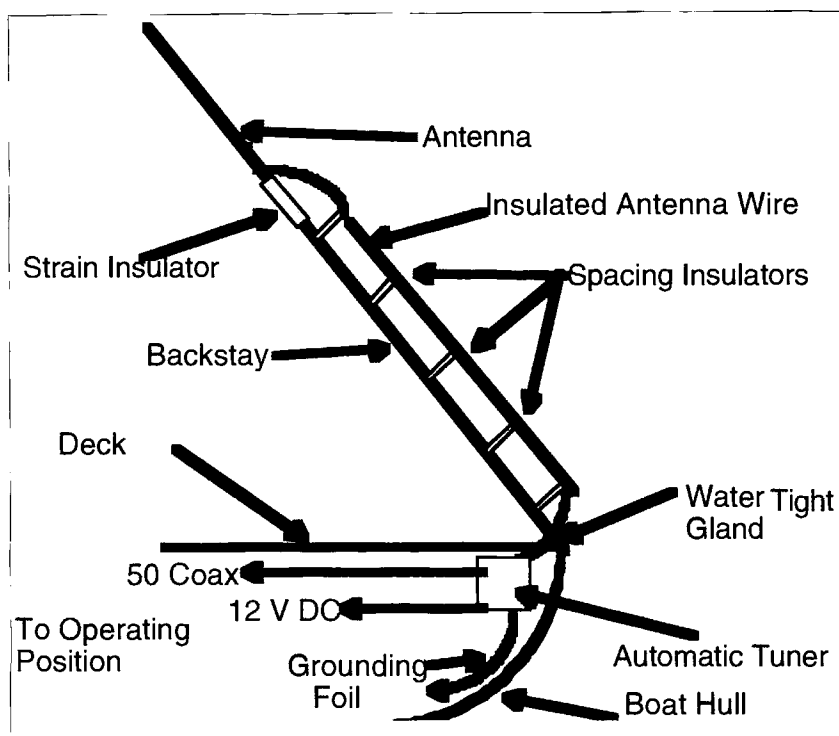 Antenna
Insulated Antenna Wire
Strain Insulator
Spacing Insulators
Backstay
Deck
Water Tight
Gland
50 Coax
12 V DC
To Operating
Position
Grounding
Foil
Automatic Tuner
Boat Hull